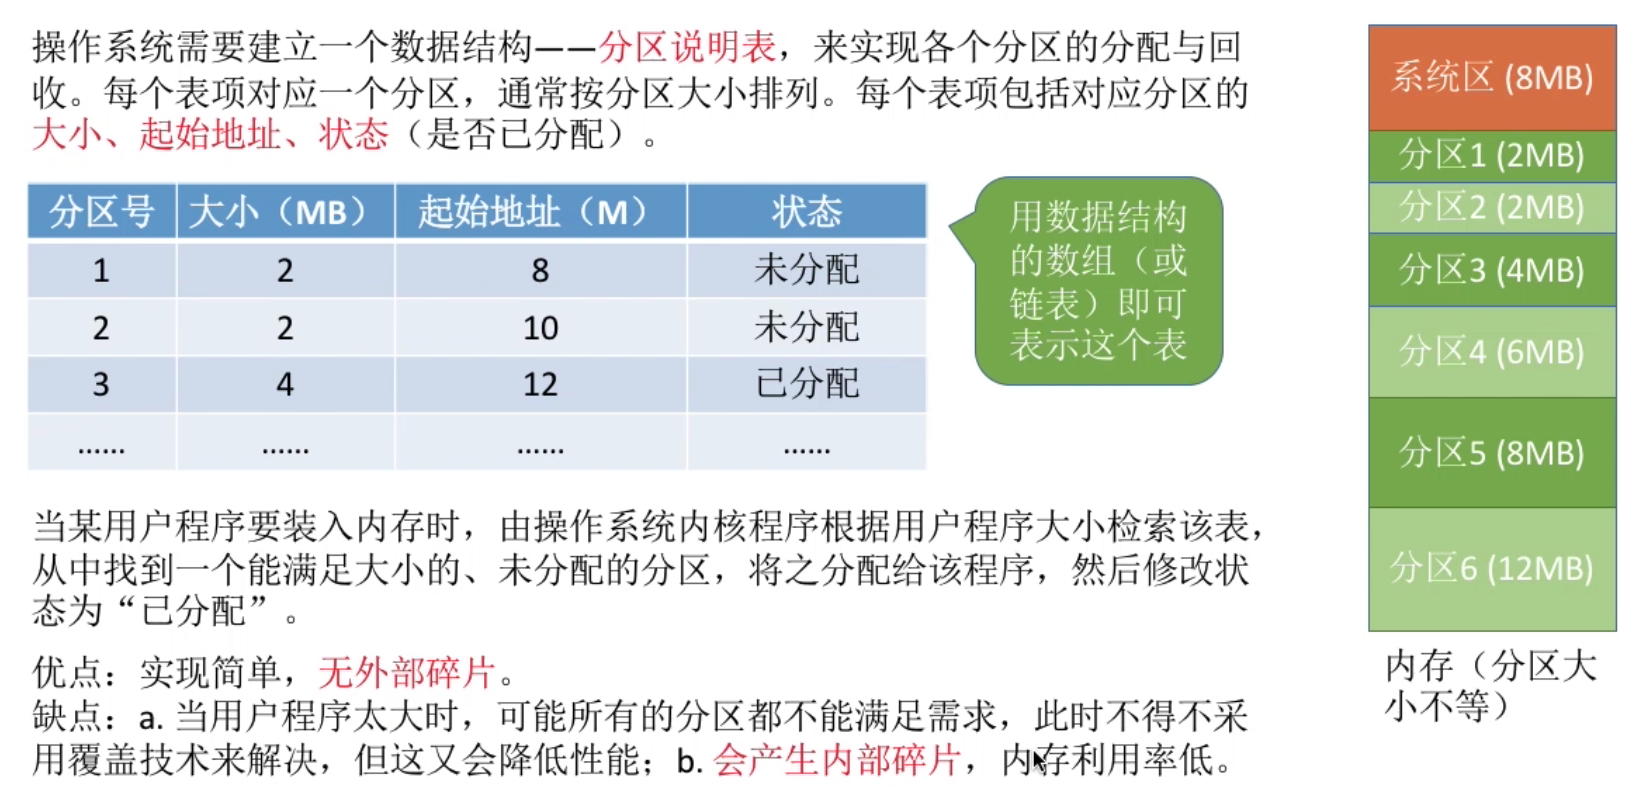 操作系统需要建立一个数据结构——分区说明表，来实现各个分区的分配与回
收。每个表项对应一个分区，通常按分区大小排列。每个表项包括对应分区的
大小、起始地址、状态（是否已分配）。
分区号 大小（MB） 起始地址（M） 状态
1 2 8 未分配
2 2 10 未分配
3 4 12 已分配
...... ...... ...... ......
用数据结构
的数组（或
链表）即可
表示这个表
当某用户程序要装入内存时，由操作系统内核程序根据用户程序大小检索该表，
从中找到一个能满足大小的、未分配的分区，将之分配给该程序，然后修改状
态为“已分配”。
优点：实现简单，无外部碎片。
缺点：a. 当用户程序太大时，可能所有的分区都不能满足需求，此时不得不采
用覆盖技术来解决，但这又会降低性能；b. 会产生内部碎片，内存利用率低。
系统区 (8MB)
分区1 (2MB)
分区2 (2MB)
分区3 (4MB)
分区4 (6MB)
分区5 (8MB)
分区6 (12MB)
内存（分区大
小不等）